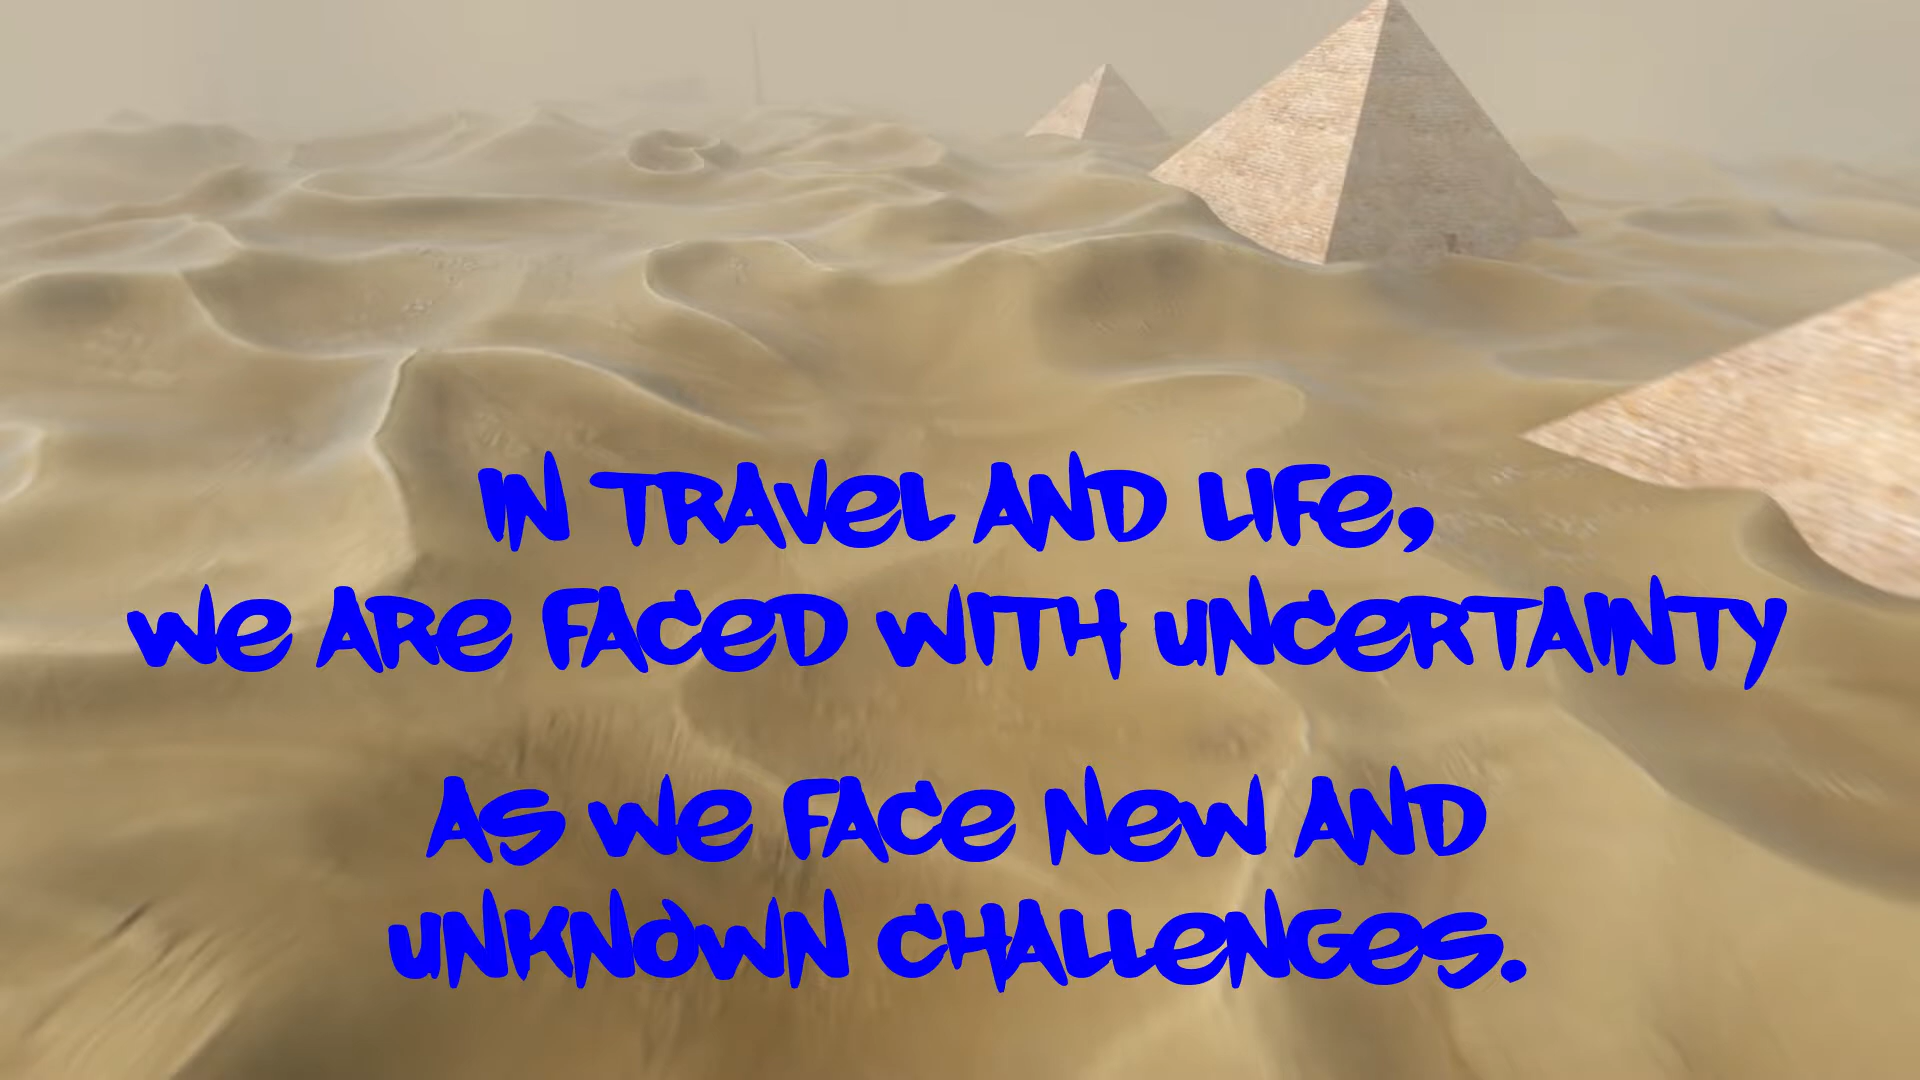 IN TRAVEL AND LIFE,
WE ARE FACED WITH UNCERTAINTY
AS WE FACE NEW AND
UNKNOWN CHALLENGES.